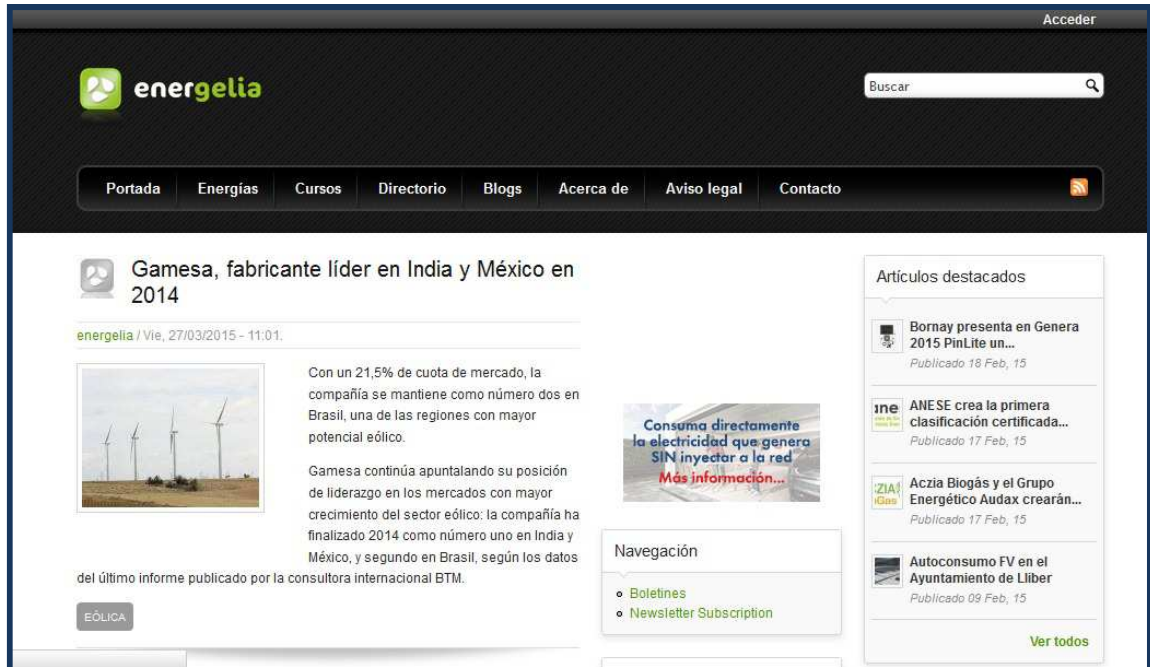 Acceder
energelia
Buscar
Portada Energías Cursos Directorio Blogs Acerca de Aviso legal Contacto
Gamesa, fabricante líder en India y México en
2014
energelia / Vie, 27/03/2015 - 11:01.
Con un 21,5% de cuota de mercado, la
compañía se mantiene como número dos en
Brasil, una de las regiones con mayor
potencial eólico.
Gamesa continúa apuntalando su posición
de liderazgo en los mercados con mayor
crecimiento del sector eólico: la compañía ha
finalizado 2014 como número uno en India y
México, y segundo en Brasil, según los datos
del último informe publicado por la consultora internacional BTM.
EÓLICA
Consuma directamente
la electricidad que genera
SIN inyectar a la red
Más información...
Navegación
Boletines
Newsletter Subscription
Artículos destacados
Bornay presenta en Genera
2015 PinLite un...
Publicado 18 Feb, 15
ANESE crea la primera
clasificación certificada...
Publicado 17 Feb, 15
Aczia Biogás y el Grupo
Energético Audax crearán...
Publicado 17 Feb, 15
Autoconsumo FV en el
Ayuntamiento de Llíber
Publicado 09 Feb, 15
Ver todos